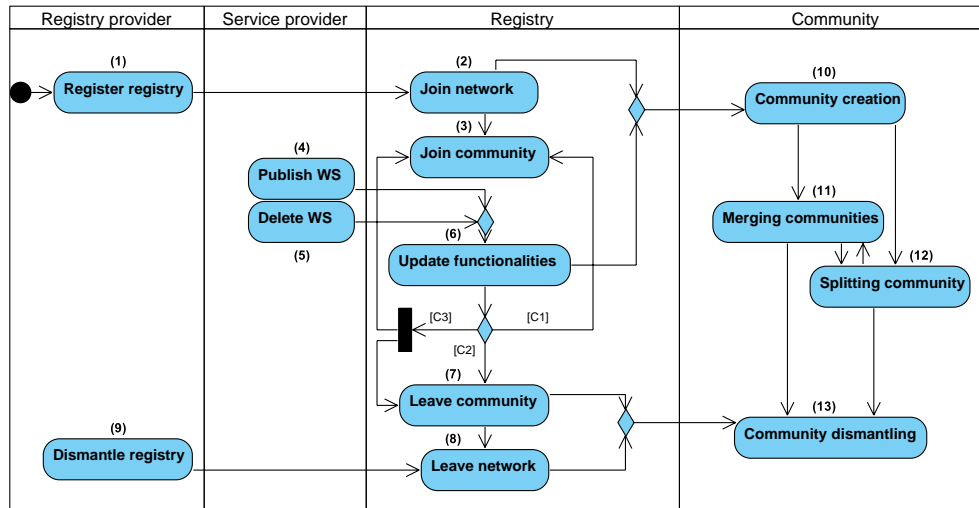 Registry provider
Service provider
Registry
Community
(1)
Register registry
(2)
Join network
(3)
Join community
(4)
Publish WS
Delete WS
(5)
(6)
Update functionalities
[C3]
[C1]
[C2]
(7)
Leave community
(8)
Leave network
(9)
Dismantle registry
(10)
Community creation
(11)
Merging communities
(12)
Splitting community
(13)
Community dismantling